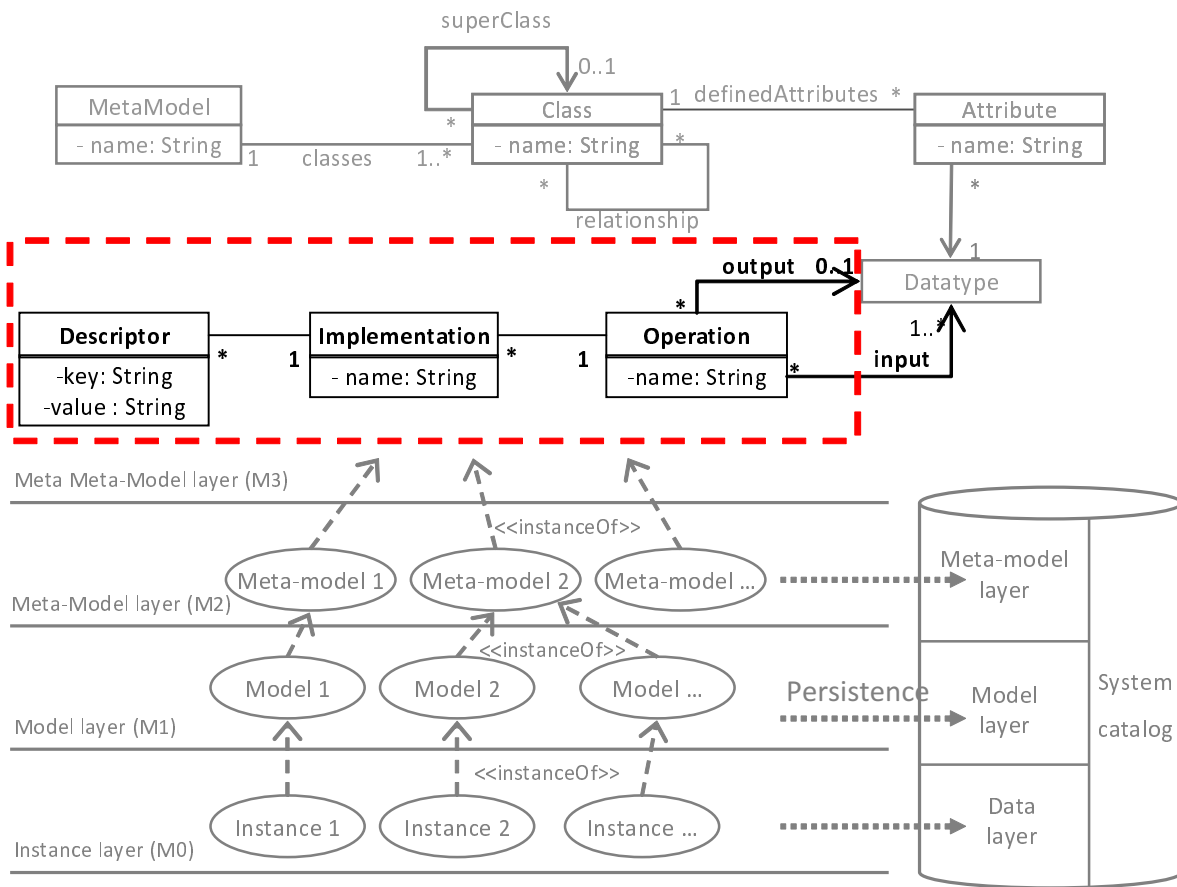 superClass
0..1
MetaModel
- name: String
1
classes
1..*
*
Class
- name: String
1
definedAttributes
*
*
*
relationship
Attribute
- name: String
*
1
Datatype
output
0..1
*
1..*
input
*
Descriptor
-key: String
-value : String
*
1
Implementation
- name: String
*
1
Operation
-name: String
Meta Meta-Model layer (M3)
<<instanceOf>>
Meta-model 1
Meta-model 2
Meta-model ...
Meta-Model layer (M2)
<<instanceOf>>
Model 1
Model 2
Model ...
Model layer (M1)
<<instanceOf>>
Instance 1
Instance 2
Instance ...
Instance layer (M0)
Persistence
Meta-model
layer
Model
layer
Data
layer
System
catalog